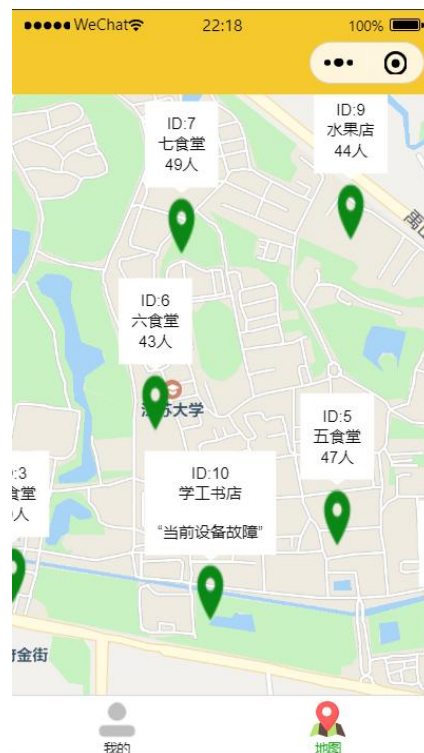 WeChat 22:18 100%
ID:7
七食堂
49人
ID:9
水果店
44人
ID:6
六食堂
43人
大学
ID:5
五食堂
47人
:3
食堂
人
ID:10
学工书店
“当前设备故障”
金街
我的
地图